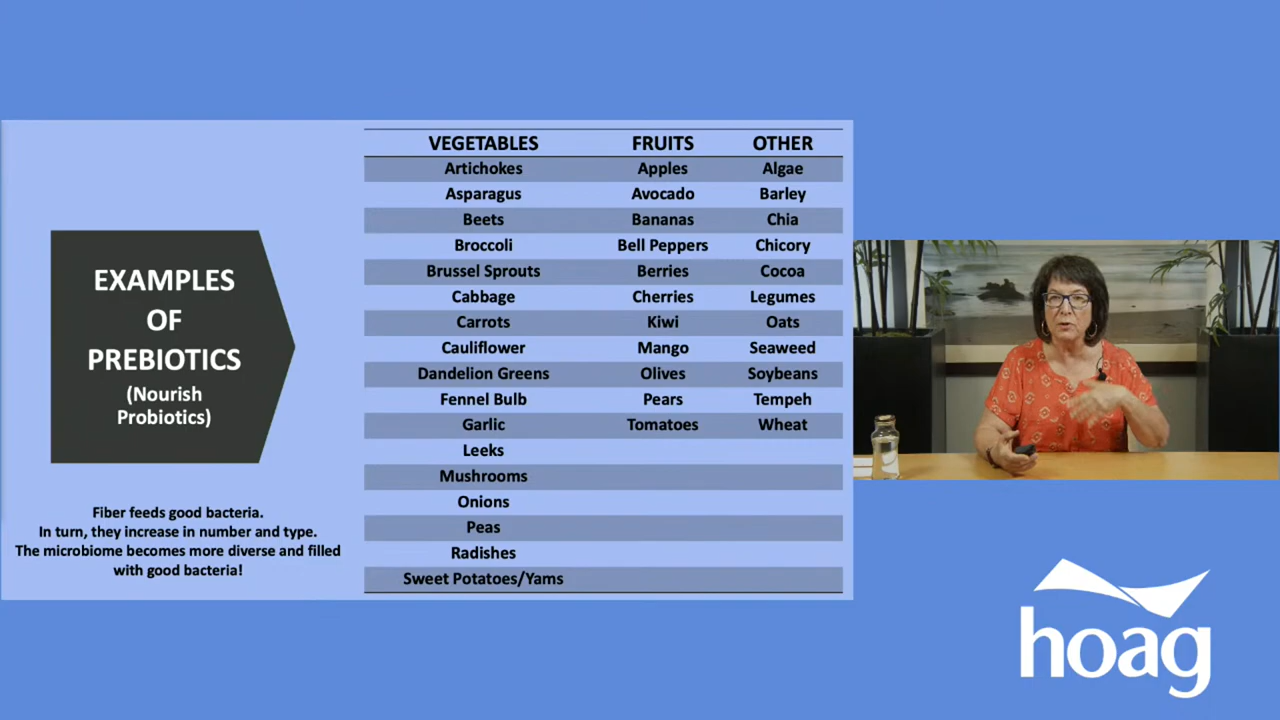 EXAMPLES
OF
PREBIOTICS
(Nourish
Probiotics)
Fiber feeds good bacteria.
In turn, they increase in number and type.
The microbiome becomes more diverse and filled
with good bacteria!
VEGETABLES FRUITS OTHER
Artichokes Apples Algae
Asparagus Avocado Barley
Beets Bananas Chia
Broccoli Bell Peppers Chicory
Brussel Sprouts Berries Cocoa
Cabbage Cherries Legumes
Carrots Kiwi Oats
Cauliflower Mango Seaweed
Dandelion Greens Olives Soybeans
Fennel Bulb Pears Tempeh
Garlic Tomatoes Wheat
Leeks
Mushrooms
Onions
Peas
Radishes
Sweet Potatoes/Yams
hoag